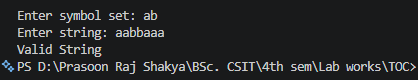 Enter symbol set: ab
Enter string: aabbaaa
Valid String
PS D:\Prasoon Raj Shakya\BSc. CSIT\4th sem\Lab works\TOC>